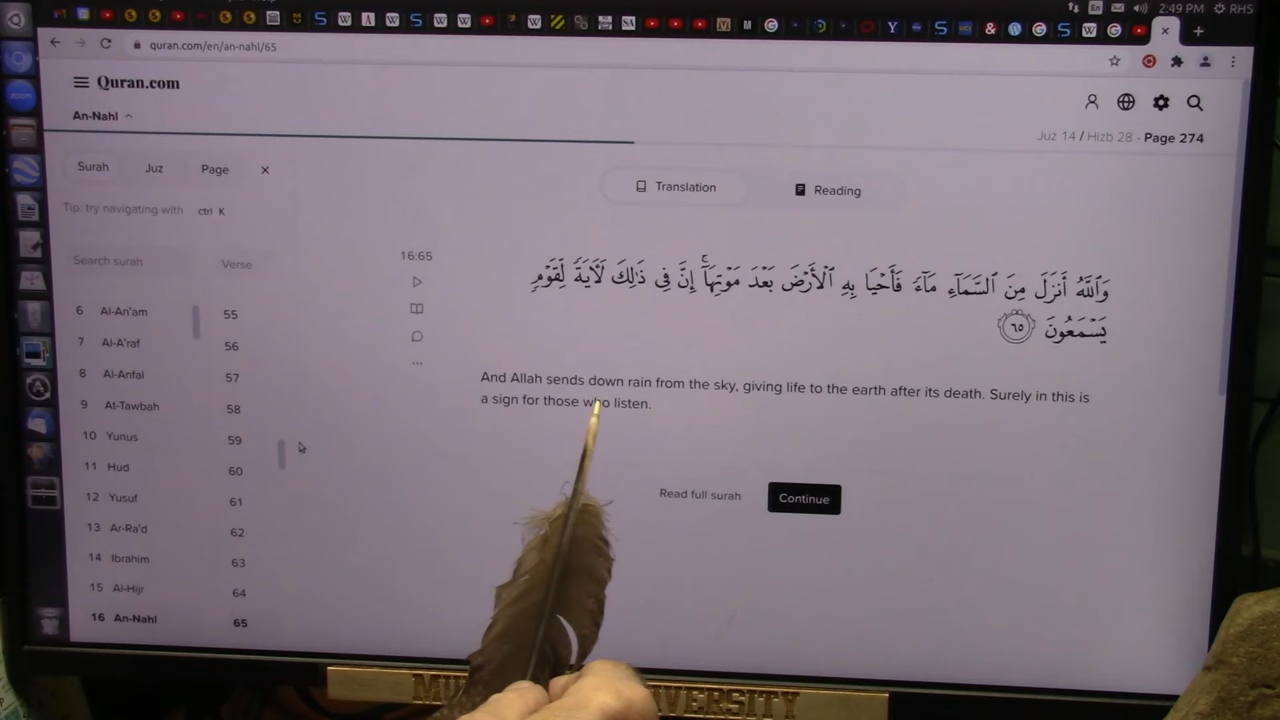 2:49 PM
RHS
quran.com/en/an-nahl/65
Quran.com
An-Nahl
Juz 14 / Hizb 28 - Page 274
Surah Juz Page
Translation
Reading
Tip: try navigating with ctrl K
Search surah
Verse
6 Al-An'am 55
7 Al-A'raf 56
8 Al-Anfal 57
9 At-Tawbah 58
10 Yunus 59
11 Hud 60
12 Yusuf 61
13 Ar-Ra'd 62
14 Ibrahim 63
15 Al-Hijr 64
16 An-Nahl 65
16:65
وَٱللَّهُ أَنزَلَ مِنَ ٱلسَّمَآءِ مَآءً فَأَحْيَا بِهِ ٱلْأَرْضَ بَعْدَ مَوْتِهَآ ۚ إِنَّ فِى ذَٰلِكَ لَـَٔايَةً لِّقَوْمٍ
يَسْمَعُونَ ٦٥
And Allah sends down rain from the sky, giving life to the earth after its death. Surely in this is
a sign for those who listen.
Read full surah
Continue